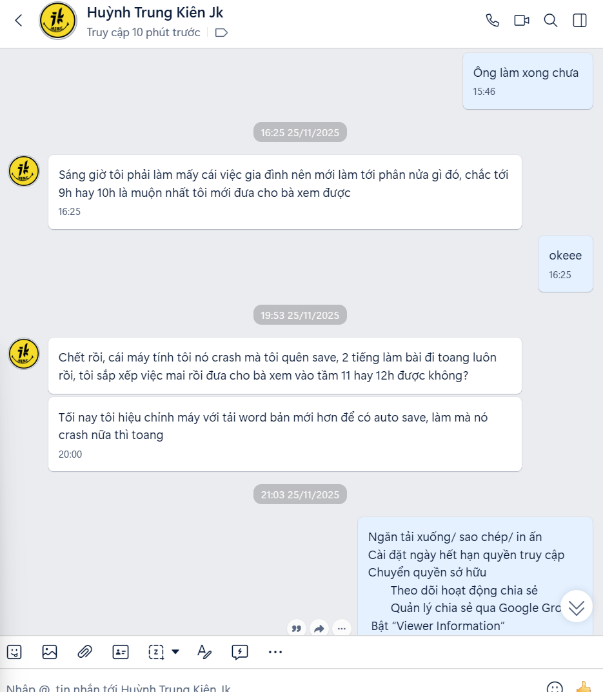 Huỳnh Trung Kiên Jk
Truy cập 10 phút trước
Ông làm xong chưa
15:46
16:25 25/11/2025
Sáng giờ tôi phải làm mấy cái việc gia đình nên mới làm tới phân nửa gì đó, chắc tới
9h hay 10h là muộn nhất tôi mới đưa cho bà xem được
16:25
okeee
16:25
19:53 25/11/2025
Chết rồi, cái máy tính tôi nó crash mà tôi quên save, 2 tiếng làm bài đi toang luôn
rồi, tôi sắp xếp việc mai rồi đưa cho bà xem vào tầm 11 hay 12h được không?
Tối nay tôi hiệu chỉnh máy với tải word bản mới hơn để có auto save, làm mà nó
crash nữa thì toang
20:00
21:03 25/11/2025
Ngăn tải xuống/ sao chép/ in ấn
Cài đặt ngày hết hạn quyền truy cập
Chuyển quyền sở hữu
Theo dõi hoạt động chia sẻ
Quản lý chia sẻ qua Google Gro
Bật "Viewer Information"
Nhập @, tin nhắn tới Huỳnh Trung Kiên Jk